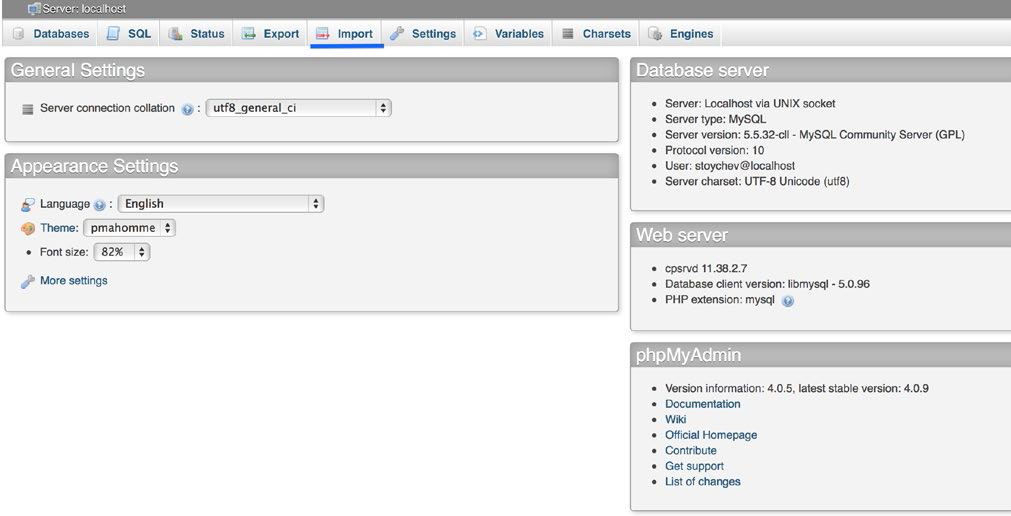 Server: localhost
Databases SQL Status Export Import Settings Variables Charsets Engines
General Settings
Server connection collation : utf8_general_ci
Appearance Settings
Language : English
Theme: pmahomme
• Font size: 82%
More settings
Database server
• Server: Localhost via UNIX socket
• Server type: MySQL
• Server version: 5.5.32-cll - MySQL Community Server (GPL)
• Protocol version: 10
• User: stoychev@localhost
• Server charset: UTF-8 Unicode (utf8)
Web server
• cpsrvd 11.38.2.7
• Database client version: libmysql - 5.0.96
• PHP extension: mysql
phpMyAdmin
• Version information: 4.0.5, latest stable version: 4.0.9
• Documentation
• Wiki
• Official Homepage
• Contribute
• Get support
• List of changes